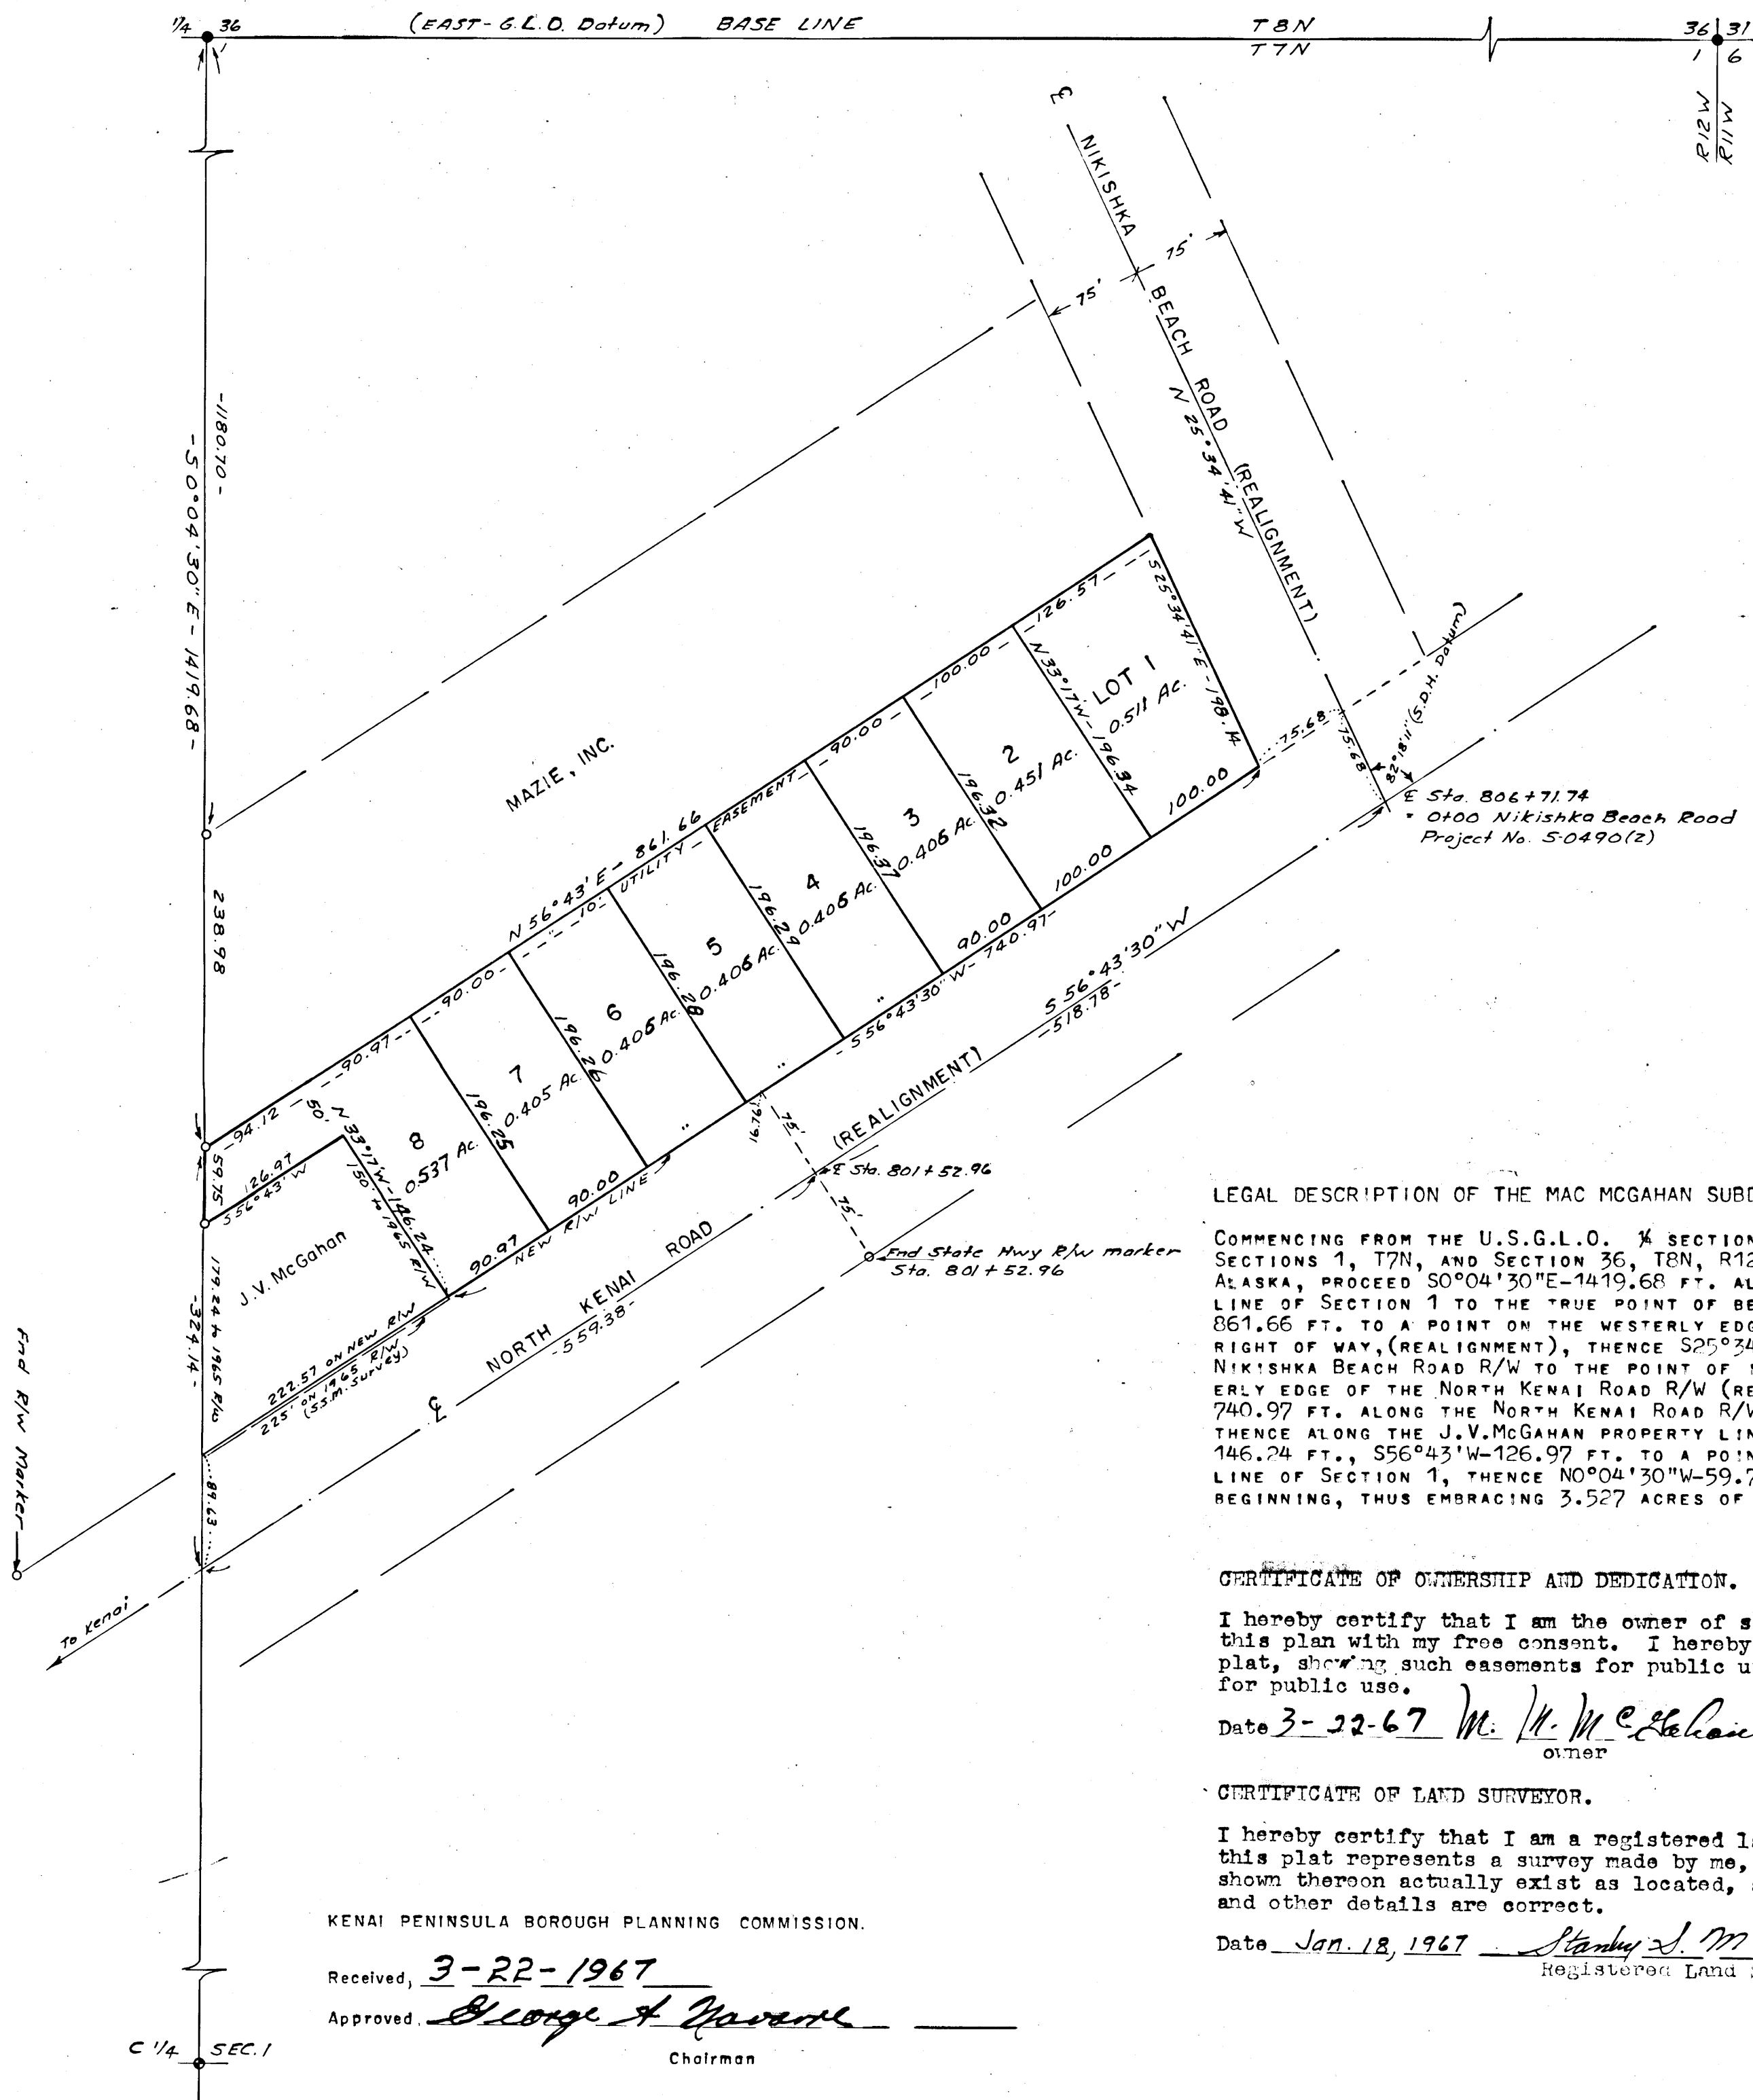 1/4 36
(EAST - G.L.O. Datum) BASE LINE
T8N
T7N
36 31
1 6
R12W
R11W
℄
NIKISHKA BEACH ROAD (REALIGNMENT)
N 25°34'41" W
75'
75'
-1180.70-
-S0°04'30"E-1419.68-
238.98
MAZIE, INC.
N 56°43' E - 861.66
10' UTILITY EASEMENT
94.12
90.97
90.00
"
90.00
100.00
126.57
S25°34'41"E-198.14
N33°17'W-196.34
LOT 1
0.511 Ac.
2
0.451 Ac.
196.32
3
0.406 Ac.
196.37
4
0.406 Ac.
196.29
5
0.406 Ac.
196.28
6
0.406 Ac.
196.26
7
0.405 Ac.
196.25
8
0.537 Ac.
50'
N 33°17'W-146.24
150' to 1965 R/W
59.75
126.97
S56°43'W
J.V. McGahan
179.24 to 1965 R/W
-324.14-
222.57 ON NEW R/W
225' ON 1965 R/W
(S.S.M. Survey)
89.63
90.97
90.00
NEW R/W LINE
"
"
"
-S56°43'30"W-740.97-
90.00
100.00
100.00
75.68
75.68
82°18'11" (S.D.H. Datum)
℄ Sta. 806+71.74
= 0+00 Nikishka Beach Road
Project No. S-0490(2)
S 56°43'30" W
-518.78-
(REALIGNMENT)
16.76
75'
75'
℄ Sta. 801+52.96
Fnd State Hwy R/W marker
Sta. 801+52.96
NORTH KENAI ROAD
-559.38-
℄
Fnd R/W Marker
To Kenai
LEGAL DESCRIPTION OF THE MAC MCGAHAN SUBD
COMMENCING FROM THE U.S.G.L.O. ¼ SECTION
SECTIONS 1, T7N, AND SECTION 36, T8N, R12
ALASKA, PROCEED S0°04'30"E-1419.68 FT. AL
LINE OF SECTION 1 TO THE TRUE POINT OF BE
861.66 FT. TO A POINT ON THE WESTERLY EDG
RIGHT OF WAY,(REALIGNMENT), THENCE S25°34
NIKISHKA BEACH ROAD R/W TO THE POINT OF
ERLY EDGE OF THE NORTH KENAI ROAD R/W (RE
740.97 FT. ALONG THE NORTH KENAI ROAD R/W
THENCE ALONG THE J.V.MCGAHAN PROPERTY LIN
146.24 FT., S56°43'W-126.97 FT. TO A POIN
LINE OF SECTION 1, THENCE N0°04'30"W-59.7
BEGINNING, THUS EMBRACING 3.527 ACRES OF
CERTIFICATE OF OWNERSHIP AND DEDICATION.
I hereby certify that I am the owner of s
this plan with my free consent. I hereby
plat, showing such easements for public u
for public use.
Date 3-22-67 M. M. McGahan
owner
CERTIFICATE OF LAND SURVEYOR.
I hereby certify that I am a registered la
this plat represents a survey made by me,
shown thereon actually exist as located,
and other details are correct.
Date Jan. 18, 1967 Stanley S. M
Registered Land
KENAI PENINSULA BOROUGH PLANNING COMMISSION.
Received, 3-22-1967
Approved, George A Navarre
Chairman
C 1/4 SEC. 1